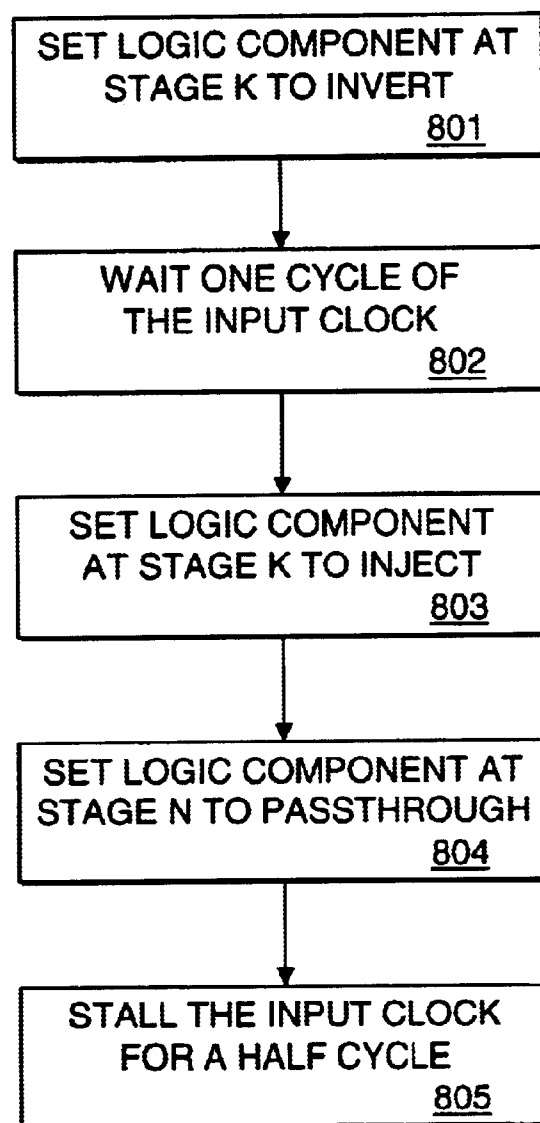 SET LOGIC COMPONENT AT
STAGE K TO INVERT
801
WAIT ONE CYCLE OF
THE INPUT CLOCK
802
SET LOGIC COMPONENT
AT STAGE K TO INJECT
803
SET LOGIC COMPONENT AT
STAGE N TO PASSTHROUGH
804
STALL THE INPUT CLOCK
FOR A HALF CYCLE
805